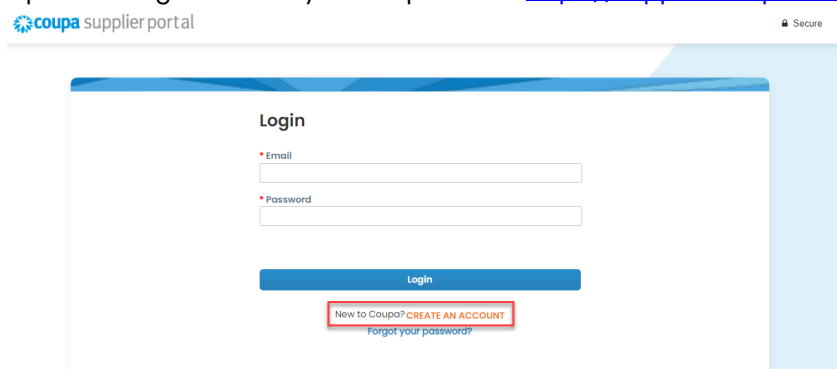 coupa supplier portal
Secure
Login
* Email
* Password
Login
New to Coupa? CREATE AN ACCOUNT
Forgot your password?